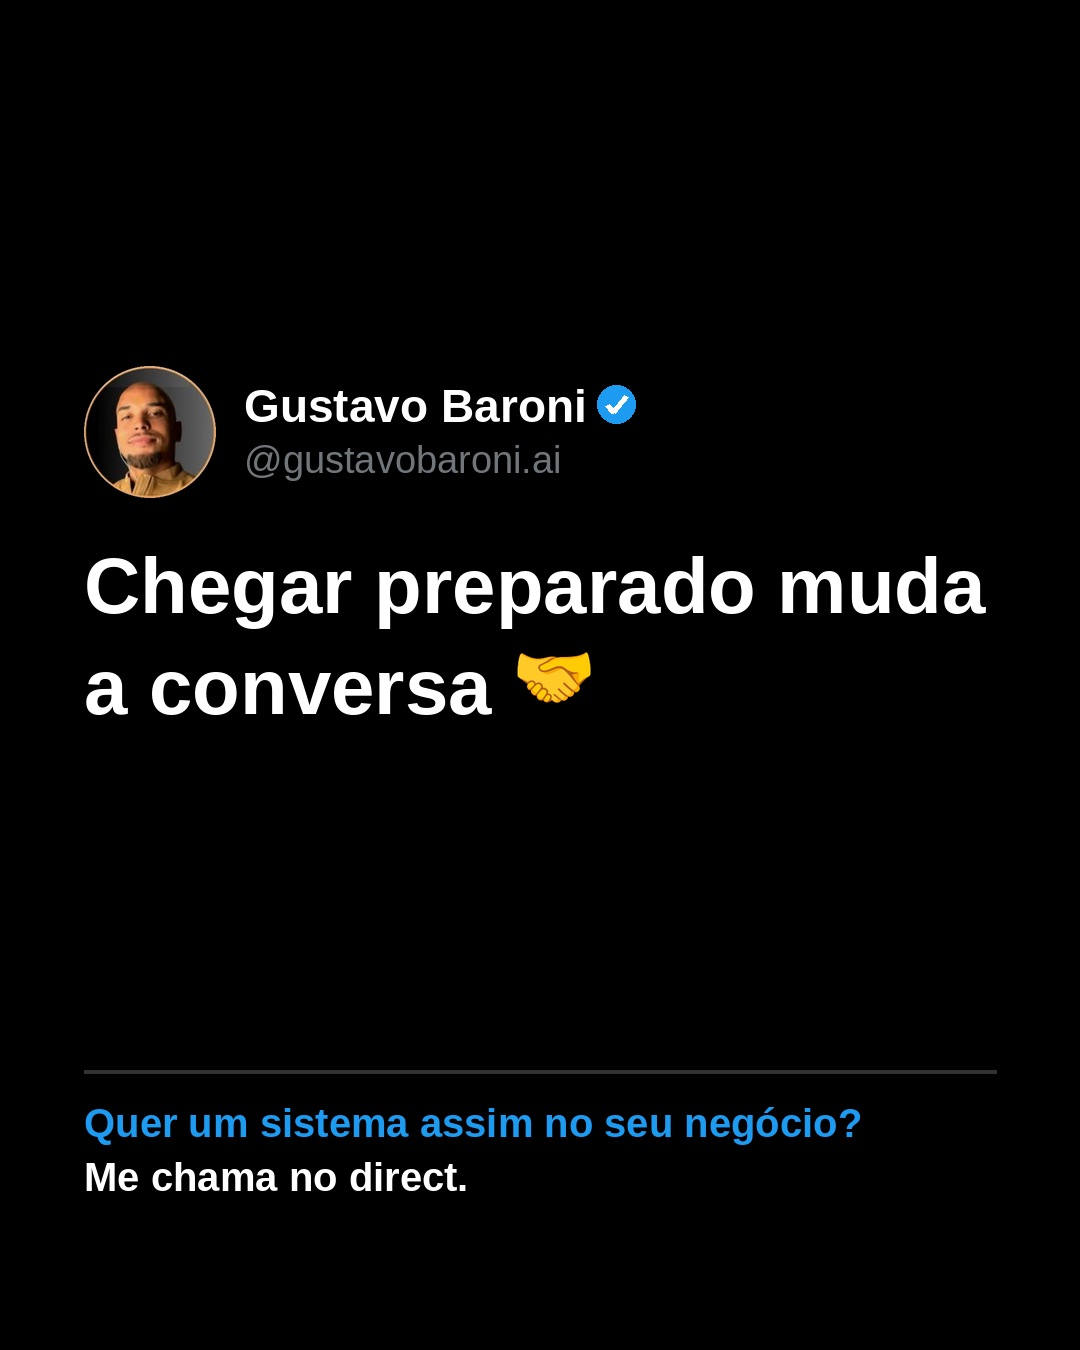 Gustavo Baroni
@gustavobaroni.ai
Chegar preparado muda
a conversa 🤝
Quer um sistema assim no seu negócio?
Me chama no direct.